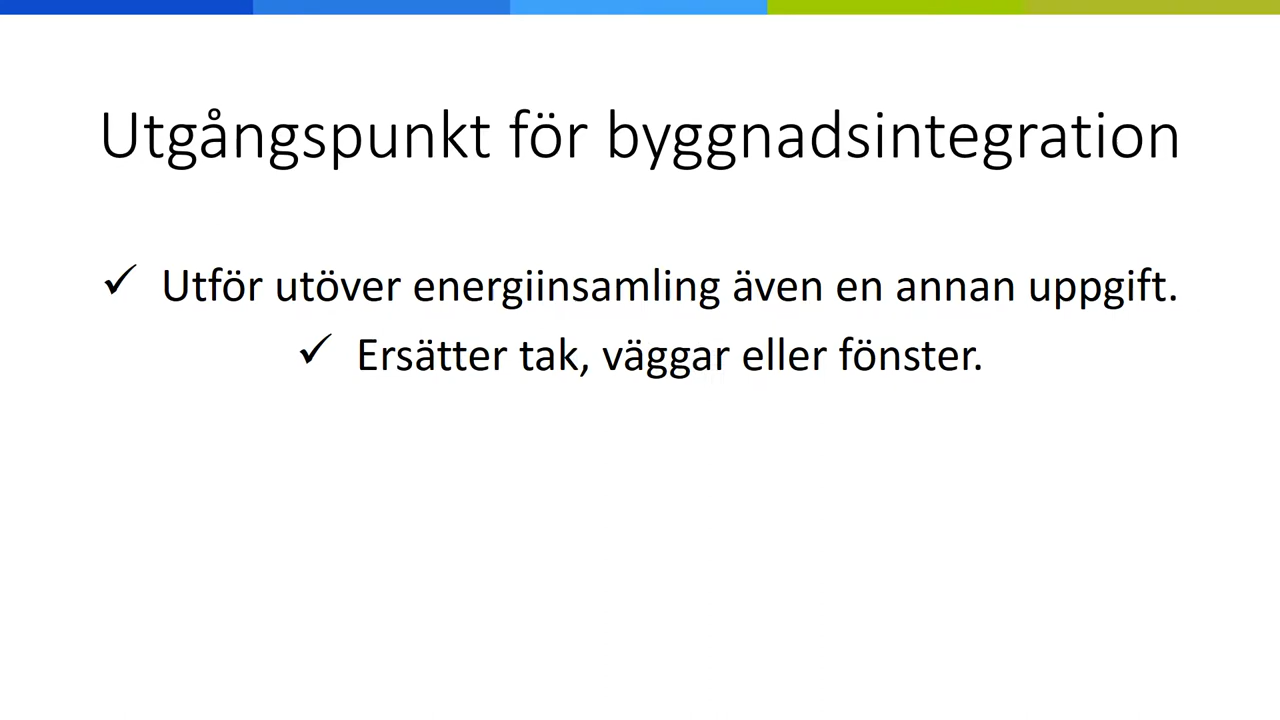 Utgångspunkt för byggnadsintegration
✓ Utför utöver energiinsamling även en annan uppgift.
✓ Ersätter tak, väggar eller fönster.